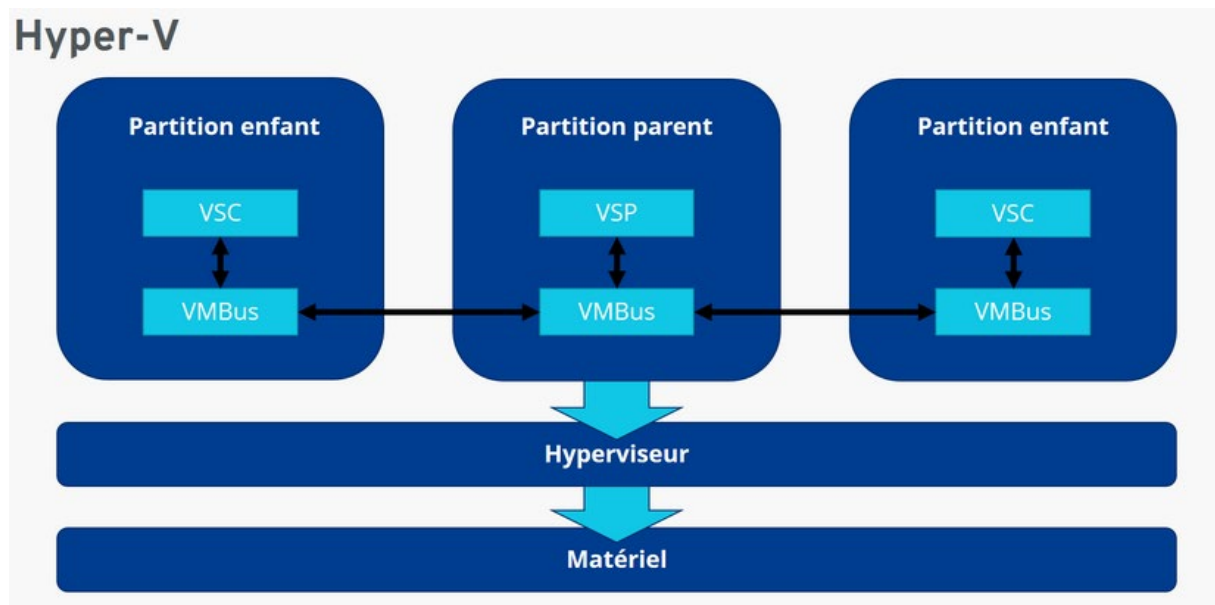 Hyper-V
Partition enfant
Partition parent
Partition enfant
VSC
VSP
VSC
VMBus
VMBus
VMBus
Hyperviseur
Matériel